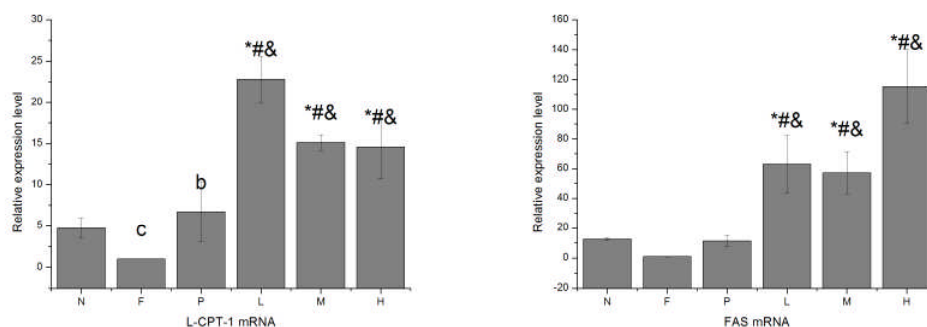 30
25
20
15
10
5
0
Relative expression level
*#&
*#&
*#&
b
c
N F P L M H
L-CPT-1 mRNA
160
140
120
100
80
60
40
20
0
-20
Relative expression level
*#&
*#&
*#&
N F P L M H
FAS mRNA